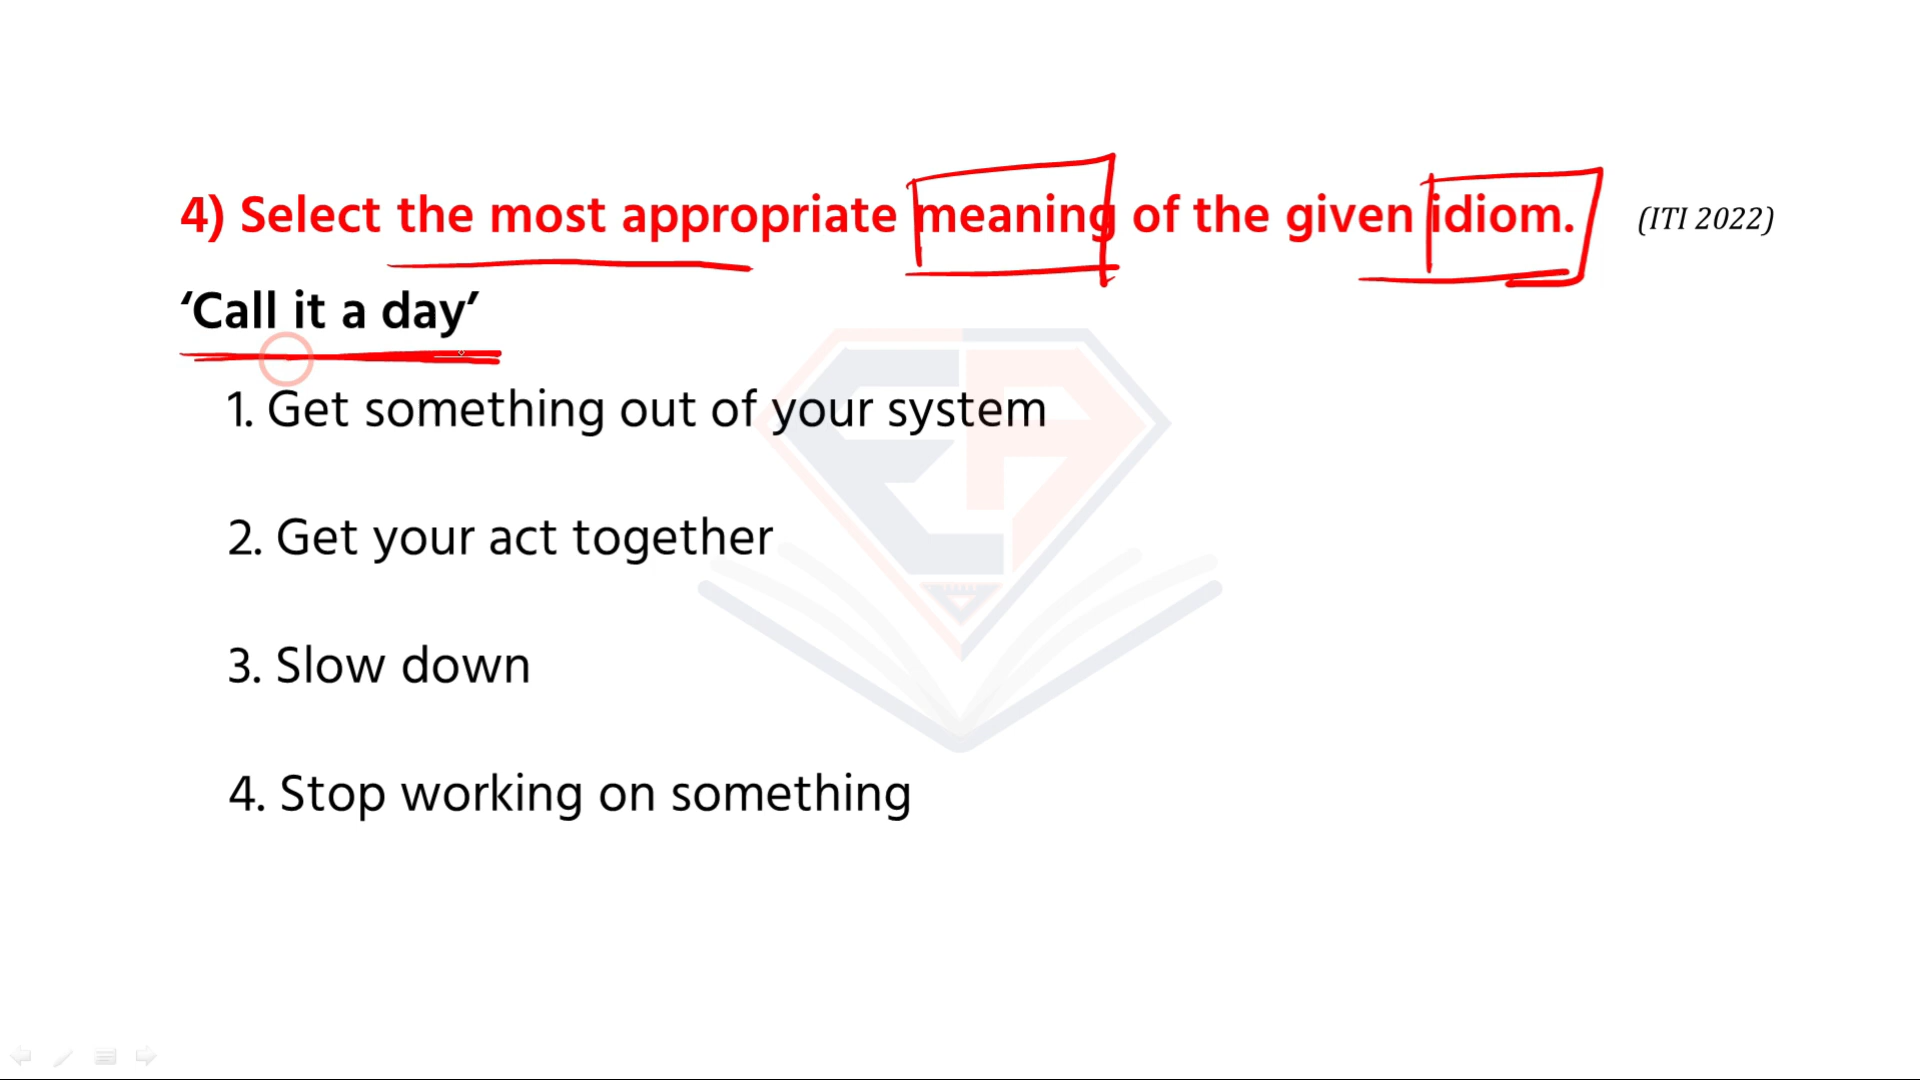 4) Select the most appropriate meaning of the given idiom. (ITI 2022)
‘Call it a day’
1. Get something out of your system
2. Get your act together
3. Slow down
4. Stop working on something